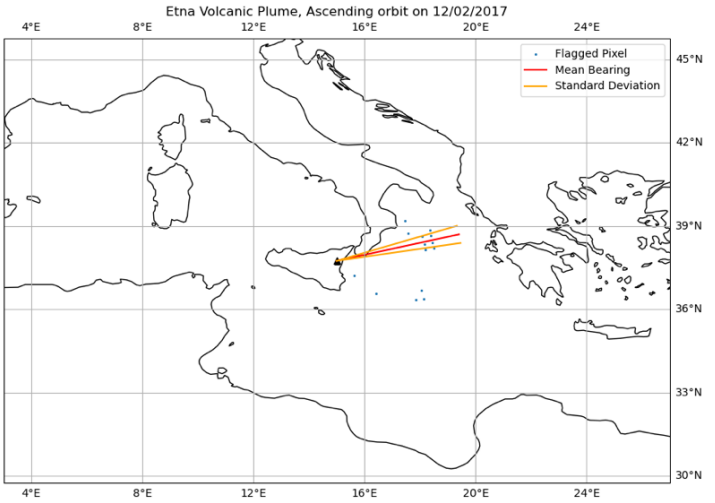 Etna Volcanic Plume, Ascending orbit on 12/02/2017
4°E 8°E 12°E 16°E 20°E 24°E
Flagged Pixel
Mean Bearing
Standard Deviation
45°N
42°N
39°N
36°N
33°N
30°N
4°E 8°E 12°E 16°E 20°E 24°E